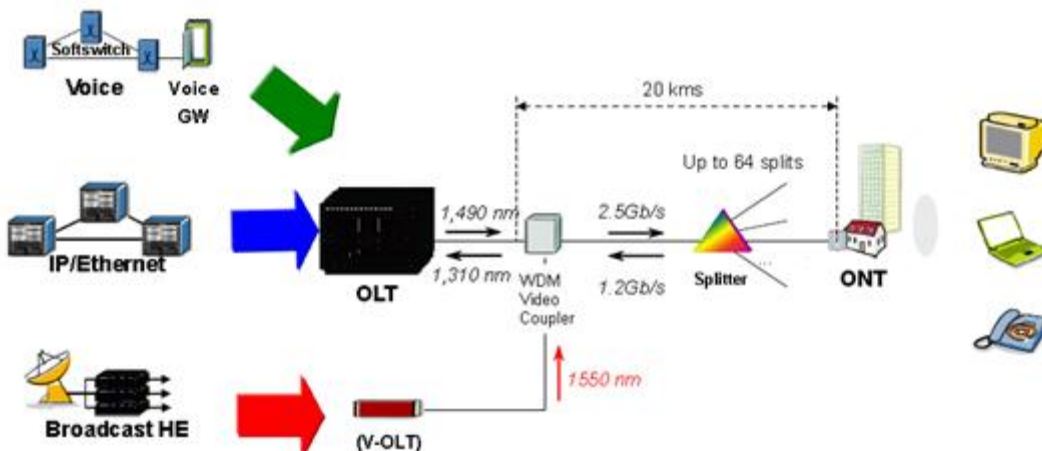 Softswitch
Voice
Voice
GW
20 kms
Up to 64 splits
1,490 nm
2.5Gb/s
IP/Ethernet
OLT
1,310 nm
WDM
Video
Coupler
1.2Gb/s
Splitter
...
ONT
1550 nm
Broadcast HE
(V-OLT)